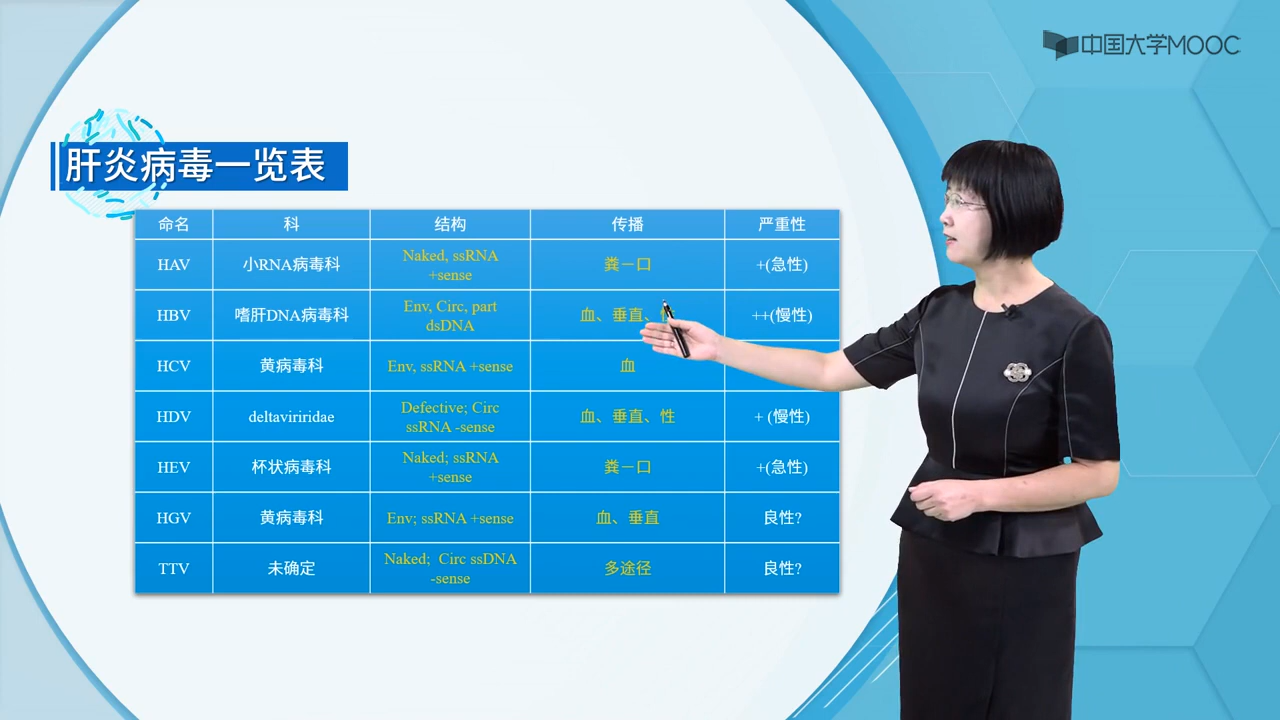 中国大学MOOC
肝炎病毒一览表
命名 科 结构 传播 严重性
HAV 小RNA病毒科 Naked, ssRNA +sense 粪－口 +(急性)
HBV 嗜肝DNA病毒科 Env, Circ, part dsDNA 血、垂直、 ++(慢性)
HCV 黄病毒科 Env, ssRNA +sense 血
HDV deltaviriridae Defective; Circ ssRNA -sense 血、垂直、性 + (慢性)
HEV 杯状病毒科 Naked; ssRNA +sense 粪－口 +(急性)
HGV 黄病毒科 Env; ssRNA +sense 血、垂直 良性?
TTV 未确定 Naked; Circ ssDNA -sense 多途径 良性?